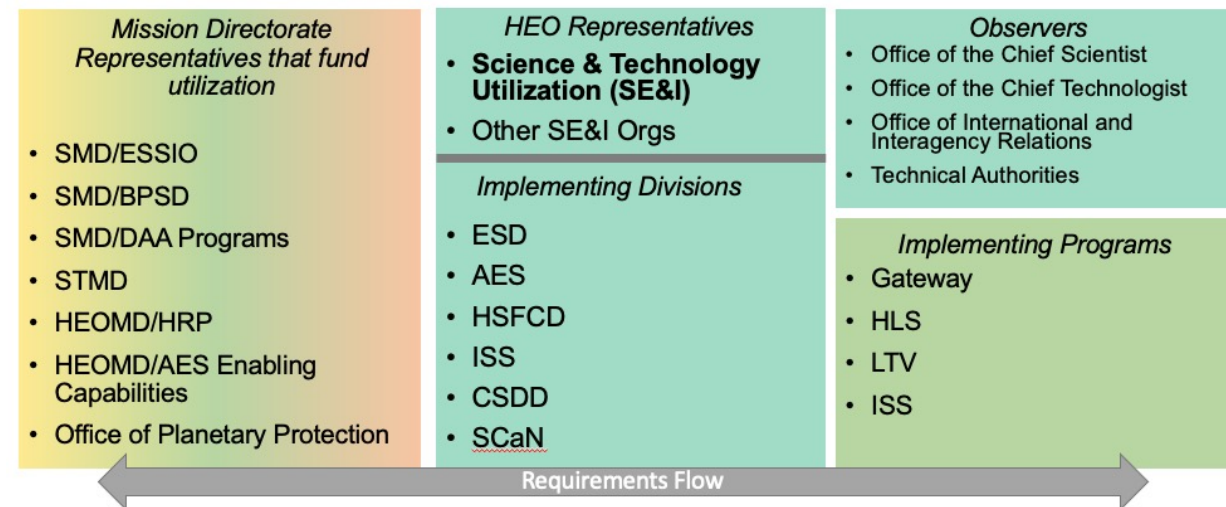 Mission Directorate
Representatives that fund
utilization
• SMD/ESSIO
• SMD/BPSD
• SMD/DAA Programs
• STMD
• HEOMD/HRP
• HEOMD/AES Enabling
Capabilities
• Office of Planetary Protection
HEO Representatives
• Science & Technology
Utilization (SE&I)
• Other SE&I Orgs
Implementing Divisions
• ESD
• AES
• HSFCD
• ISS
• CSDD
• SCaN
Observers
• Office of the Chief Scientist
• Office of the Chief Technologist
• Office of International and
Interagency Relations
• Technical Authorities
Implementing Programs
• Gateway
• HLS
• LTV
• ISS
Requirements Flow